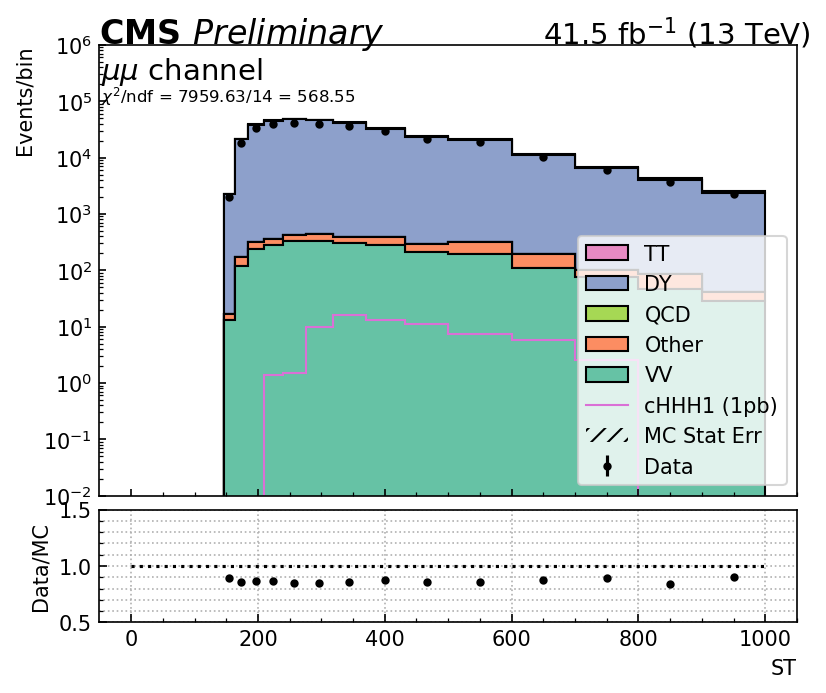 CMS Preliminary 41.5 fb⁻¹ (13 TeV)
μμ channel
χ²/ndf = 7959.63/14 = 568.55
Events/bin
10⁶
10⁵
10⁴
10³
10²
10¹
10⁰
10⁻¹
10⁻²
TT
DY
QCD
Other
VV
cHHH1 (1pb)
MC Stat Err
Data
Data/MC
1.5
1.0
0.5
0 200 400 600 800 1000
ST